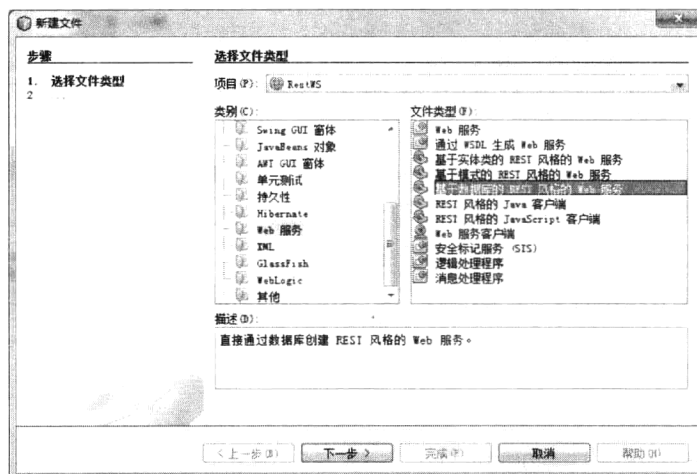 新建文件
步骤
1. 选择文件类型
2 ...
选择文件类型
项目(P): RestWS
类别(C):
Swing GUI 窗体
JavaBeans 对象
AWT GUI 窗体
单元测试
持久性
Hibernate
Web 服务
XML
GlassFish
WebLogic
其他
文件类型(F):
Web 服务
通过 WSDL 生成 Web 服务
基于实体类的 REST 风格的 Web 服务
基于模式的 REST 风格的 Web 服务
基于数据库的 REST 风格的 Web 服务
REST 风格的 Java 客户端
REST 风格的 JavaScript 客户端
Web 服务客户端
安全标记服务 (STS)
逻辑处理程序
消息处理程序
描述(D):
直接通过数据库创建 REST 风格的 Web 服务。
< 上一步(B)
下一步 >
完成(F)
取消
帮助(H)